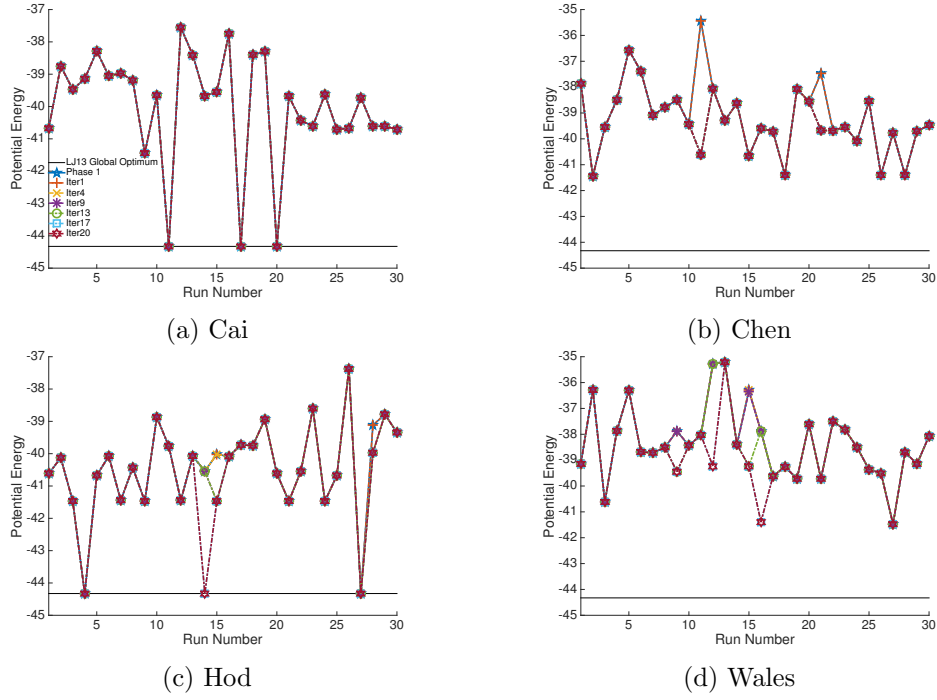 -37
-38
-39
-40
-41
-42
-43
-44
-45
Potential Energy
LJ13 Global Optimum
Phase 1
Iter1
Iter4
Iter9
Iter13
Iter17
Iter20
5 10 15 20 25 30
Run Number
(a) Cai
-35
-36
-37
-38
-39
-40
-41
-42
-43
-44
-45
Potential Energy
5 10 15 20 25 30
Run Number
(b) Chen
-37
-38
-39
-40
-41
-42
-43
-44
-45
Potential Energy
5 10 15 20 25 30
Run Number
(c) Hod
-35
-36
-37
-38
-39
-40
-41
-42
-43
-44
-45
Potential Energy
5 10 15 20 25 30
Run Number
(d) Wales